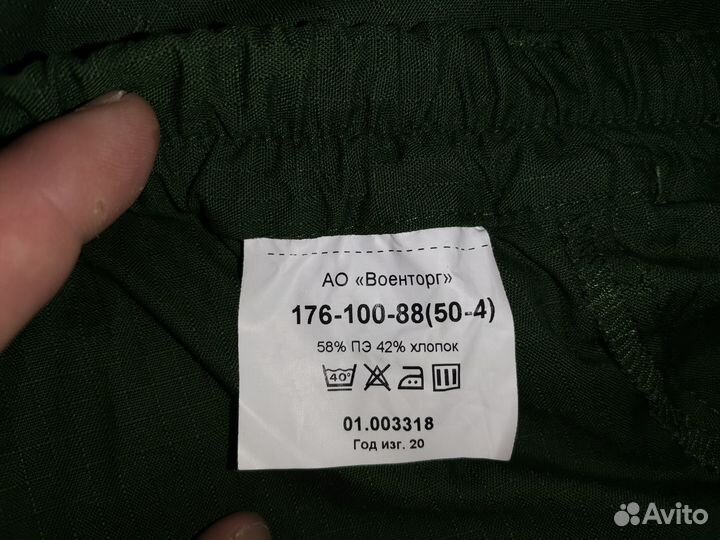 АО «Военторг»
176-100-88(50-4)
58% ПЭ 42% хлопок
40°
01.003318
Год изг. 20
Avito